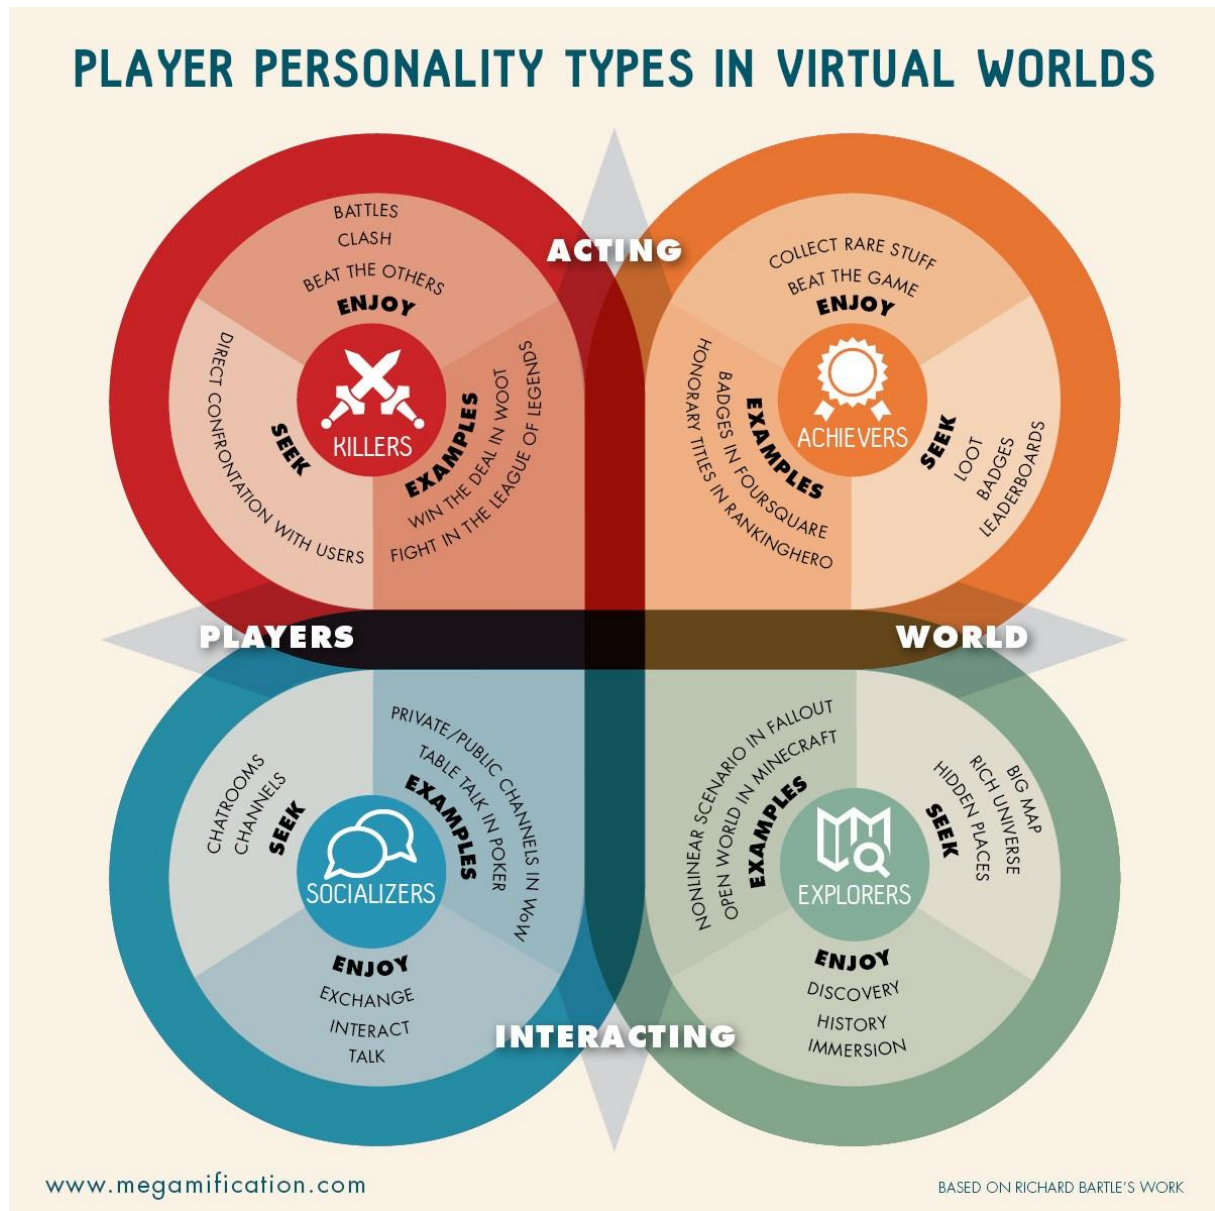 PLAYER PERSONALITY TYPES IN VIRTUAL WORLDS
ACTING
BATTLES
CLASH
BEAT THE OTHERS
ENJOY
DIRECT CONFRONTATION WITH USERS
SEEK
KILLERS
EXAMPLES
WIN THE DEAL IN WOOT
FIGHT IN THE LEAGUE OF LEGENDS
COLLECT RARE STUFF
BEAT THE GAME
ENJOY
HONORARY TITLES IN RANKINGHERO
BADGES IN FOURSQUARE
EXAMPLES
ACHIEVERS
SEEK
LOOT
BADGES
LEADERBOARDS
PLAYERS
WORLD
CHATROOMS
CHANNELS
SEEK
SOCIALIZERS
PRIVATE/PUBLIC CHANNELS IN WoW
TABLE TALK IN POKER
EXAMPLES
ENJOY
EXCHANGE
INTERACT
TALK
NONLINEAR SCENARIO IN FALLOUT
OPEN WORLD IN MINECRAFT
EXAMPLES
EXPLORERS
BIG MAP
RICH UNIVERSE
HIDDEN PLACES
SEEK
ENJOY
DISCOVERY
HISTORY
IMMERSION
INTERACTING
www.megamification.com
BASED ON RICHARD BARTLE'S WORK